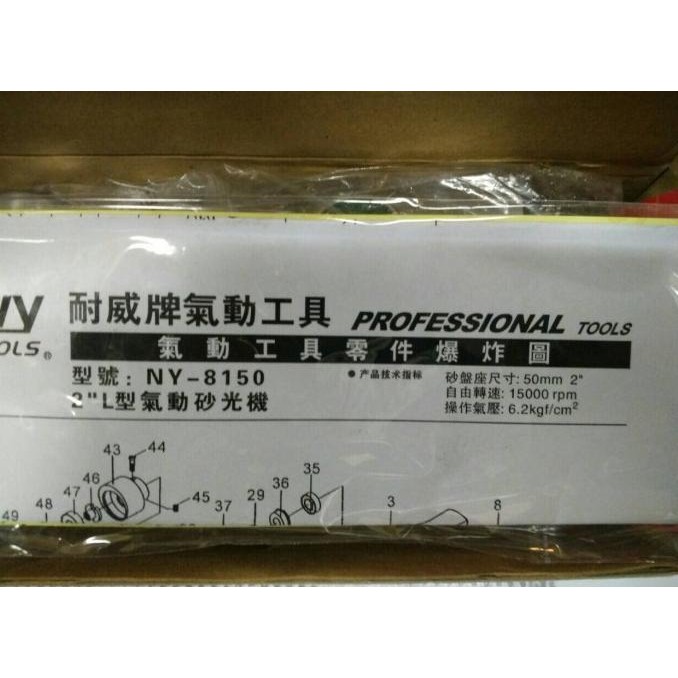 耐威牌氣動工具 PROFESSIONAL TOOLS
OLS®
氣動工具零件爆炸圖
型號: NY-8150
2"L型氣動砂光機
● 产品技术指标
砂盤座尺寸: 50mm 2"
自由轉速: 15000 rpm
操作氣壓: 6.2kgf/cm²
43 44
35
46 36
47 45 29
48 37 3 8
49